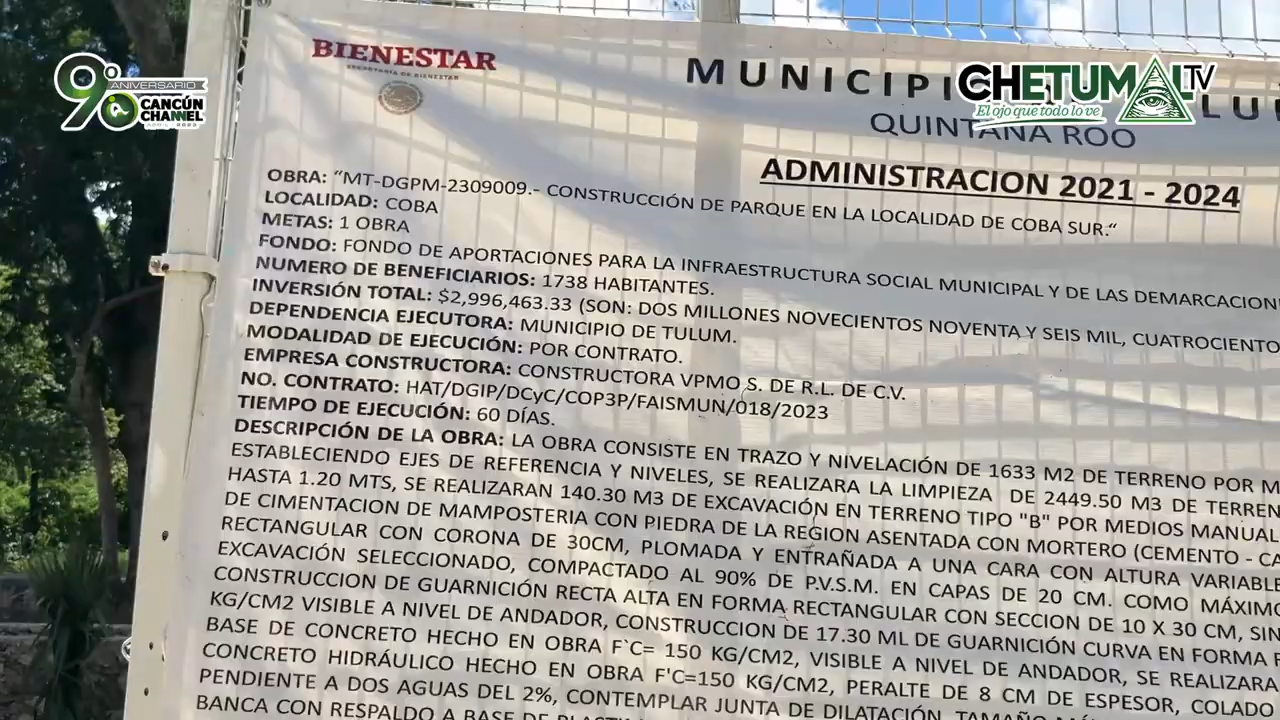 9º
ANIVERSARIO
CANCÚN
CHANNEL
CHETUMAL TV
El ojo que todo lo ve
BIENESTAR
SECRETARÍA DE BIENESTAR
QUINTANA ROO
ADMINISTRACION 2021 - 2024
OBRA: "MT-DGPM-2309009.- CONSTRUCCIÓN DE PARQUE EN LA LOCALIDAD DE COBA SUR."
LOCALIDAD: COBA
METAS: 1 OBRA
FONDO: FONDO DE APORTACIONES PARA LA INFRAESTRUCTURA SOCIAL MUNICIPAL Y DE LAS DEMARCACION
NUMERO DE BENEFICIARIOS: 1738 HABITANTES.
INVERSIÓN TOTAL: $2,996,463.33 (SON: DOS MILLONES NOVECIENTOS NOVENTA Y SEIS MIL, CUATROCIENTO
DEPENDENCIA EJECUTORA: MUNICIPIO DE TULUM.
MODALIDAD DE EJECUCIÓN: POR CONTRATO.
EMPRESA CONSTRUCTORA: CONSTRUCTORA VPMO S. DE R.L. DE C.V.
NO. CONTRATO: HAT/DGIP/DCyC/COP3P/FAISMUN/018/2023
TIEMPO DE EJECUCIÓN: 60 DÍAS.
DESCRIPCIÓN DE LA OBRA: LA OBRA CONSISTE EN TRAZO Y NIVELACIÓN DE 1633 M2 DE TERRENO POR M
ESTABLECIENDO EJES DE REFERENCIA Y NIVELES, SE REALIZARA LA LIMPIEZA DE 2449.50 M3 DE TERREN
HASTA 1.20 MTS, SE REALIZARAN 140.30 M3 DE EXCAVACIÓN EN TERRENO TIPO "B" POR MEDIOS MANUAL
DE CIMENTACION DE MAMPOSTERIA CON PIEDRA DE LA REGION ASENTADA CON MORTERO (CEMENTO - CA
RECTANGULAR CON CORONA DE 30CM, PLOMADA Y ENTRAÑADA A UNA CARA CON ALTURA VARIABLE
EXCAVACIÓN SELECCIONADO, COMPACTADO AL 90% DE P.V.S.M. EN CAPAS DE 20 CM. COMO MÁXIMO
CONSTRUCCION DE GUARNICIÓN RECTA ALTA EN FORMA RECTANGULAR CON SECCION DE 10 X 30 CM, SIN
KG/CM2 VISIBLE A NIVEL DE ANDADOR, CONSTRUCCION DE 17.30 ML DE GUARNICIÓN CURVA EN FORMA
BASE DE CONCRETO HECHO EN OBRA F`C= 150 KG/CM2, VISIBLE A NIVEL DE ANDADOR, SE REALIZARA
CONCRETO HIDRÁULICO HECHO EN OBRA F'C=150 KG/CM2, PERALTE DE 8 CM DE ESPESOR, COLADO
PENDIENTE A DOS AGUAS DEL 2%, CONTEMPLAR JUNTA DE DILATACIÓN, TAMAÑO
BANCA CON RESPALDO A BASE DE